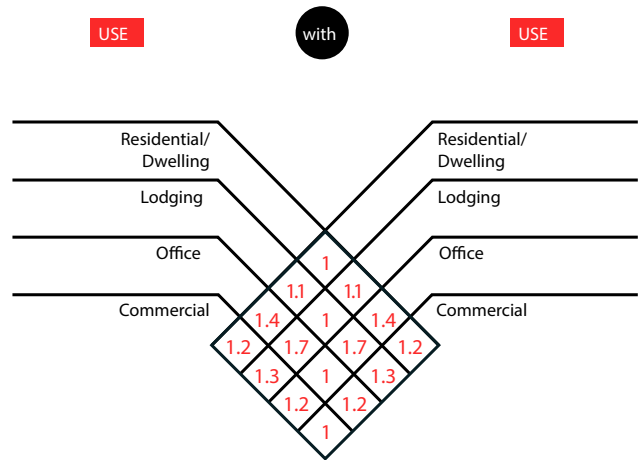 USE with USE
Residential/ Residential/
Dwelling Dwelling
Lodging Lodging
Office Office
1
1.1 1.1
Commercial Commercial
1.4 1 1.4
1.2 1.7 1.7 1.2
1.3 1 1.3
1.2 1.2
1